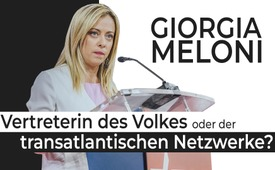 GIORGIA
MELONI
Vertreterin des Volkes oder der
transatlantischen Netzwerke?